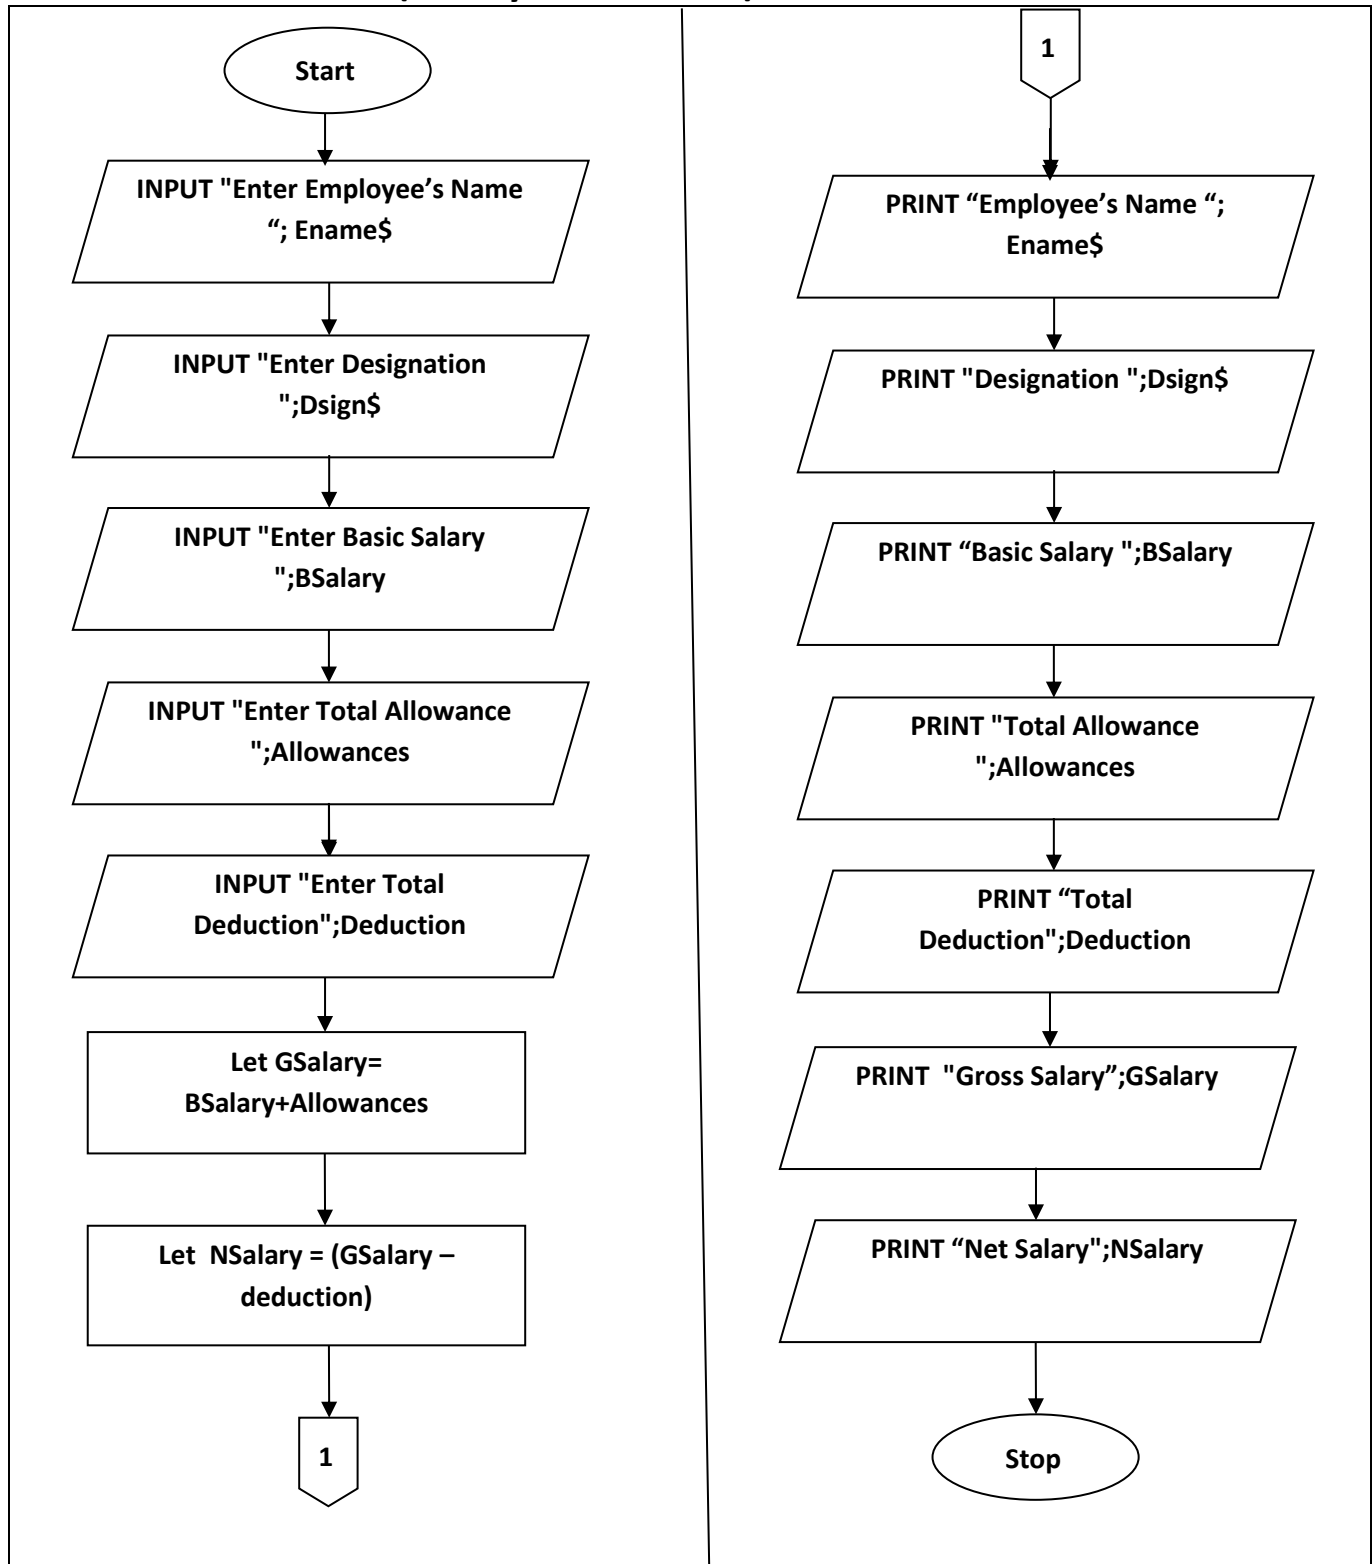 Start
INPUT "Enter Employee’s Name
“; Ename$
INPUT "Enter Designation
";Dsign$
INPUT "Enter Basic Salary
";BSalary
INPUT "Enter Total Allowance
";Allowances
INPUT "Enter Total
Deduction";Deduction
Let GSalary=
BSalary+Allowances
Let  NSalary = (GSalary –
deduction)
1
1
PRINT “Employee’s Name “;
Ename$
PRINT "Designation ";Dsign$
PRINT “Basic Salary ";BSalary
PRINT "Total Allowance
";Allowances
PRINT “Total
Deduction";Deduction
PRINT  "Gross Salary”;GSalary
PRINT “Net Salary";NSalary
Stop